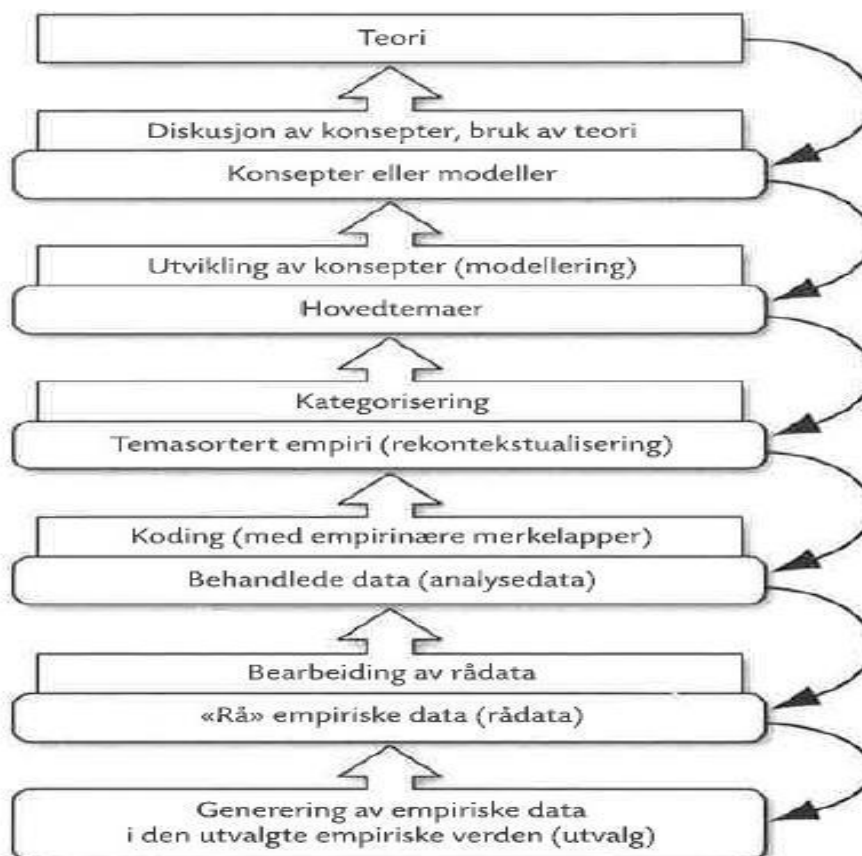 Teori
Diskusjon av konsepter, bruk av teori
Konsepter eller modeller
Utvikling av konsepter (modellering)
Hovedtemaer
Kategorisering
Temasortert empiri (rekontekstualisering)
Koding (med empirinære merkelapper)
Behandlede data (analysedata)
Bearbeiding av rådata
«Rå» empiriske data (rådata)
Generering av empiriske data
i den utvalgte empiriske verden (utvalg)